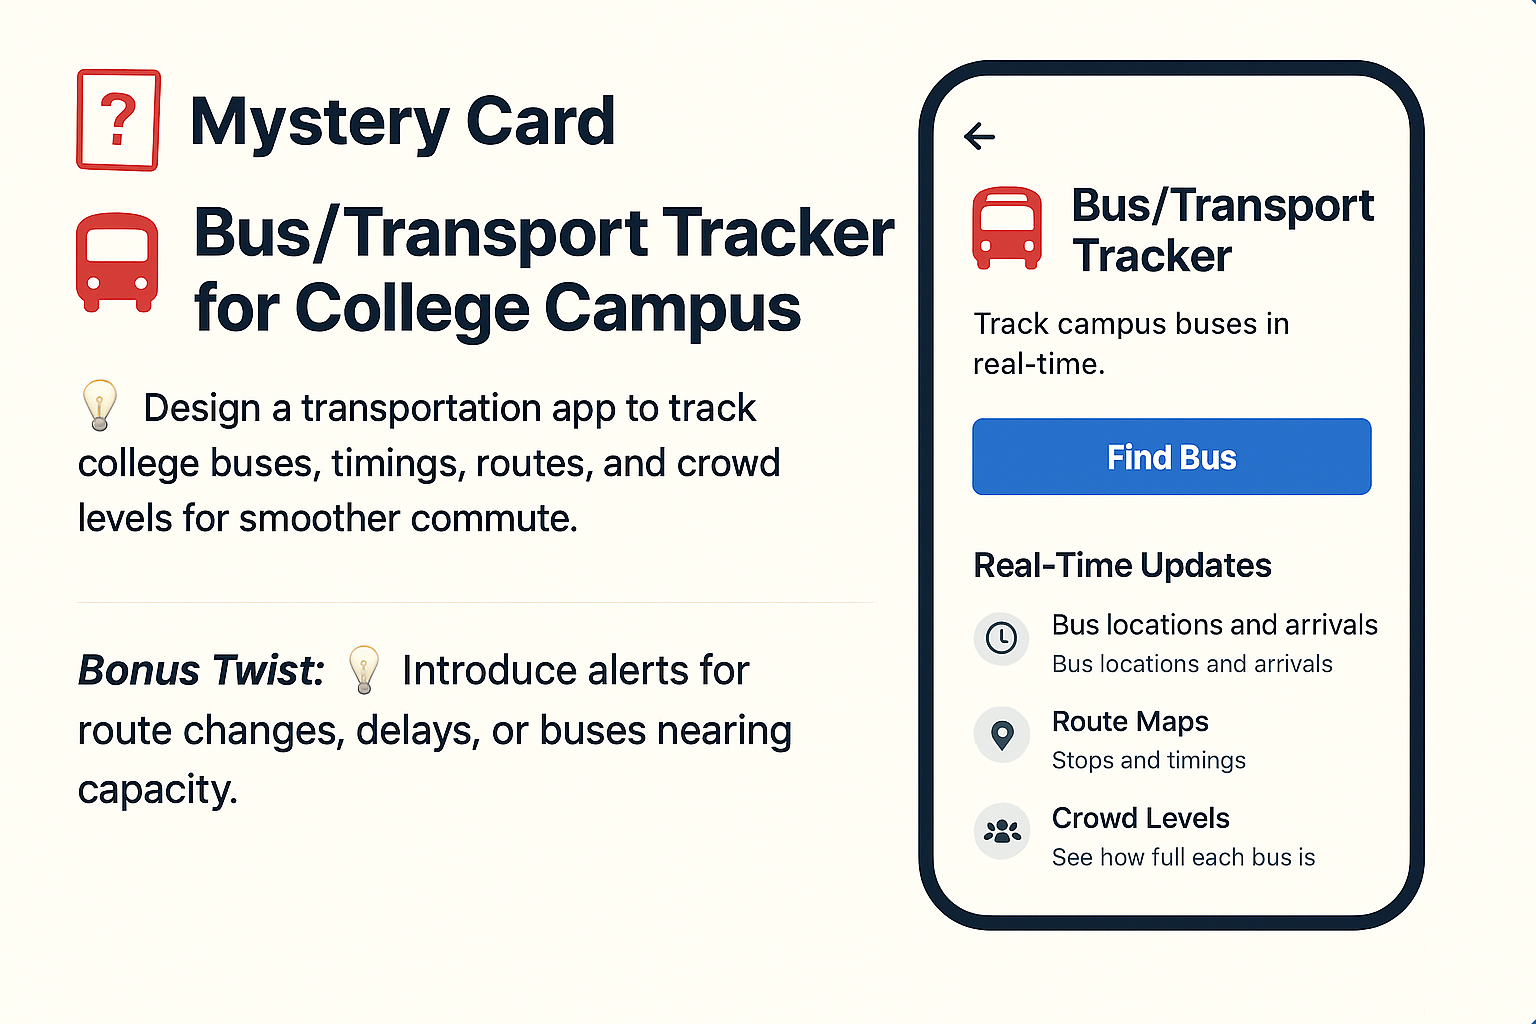 ?
Mystery Card
Bus/Transport Tracker
for College Campus
Design a transportation app to track
college buses, timings, routes, and crowd
levels for smoother commute.
Bonus Twist: Introduce alerts for
route changes, delays, or buses nearing
capacity.
Bus/Transport
Tracker
Track campus buses in
real-time.
Find Bus
Real-Time Updates
Bus locations and arrivals
Bus locations and arrivals
Route Maps
Stops and timings
Crowd Levels
See how full each bus is